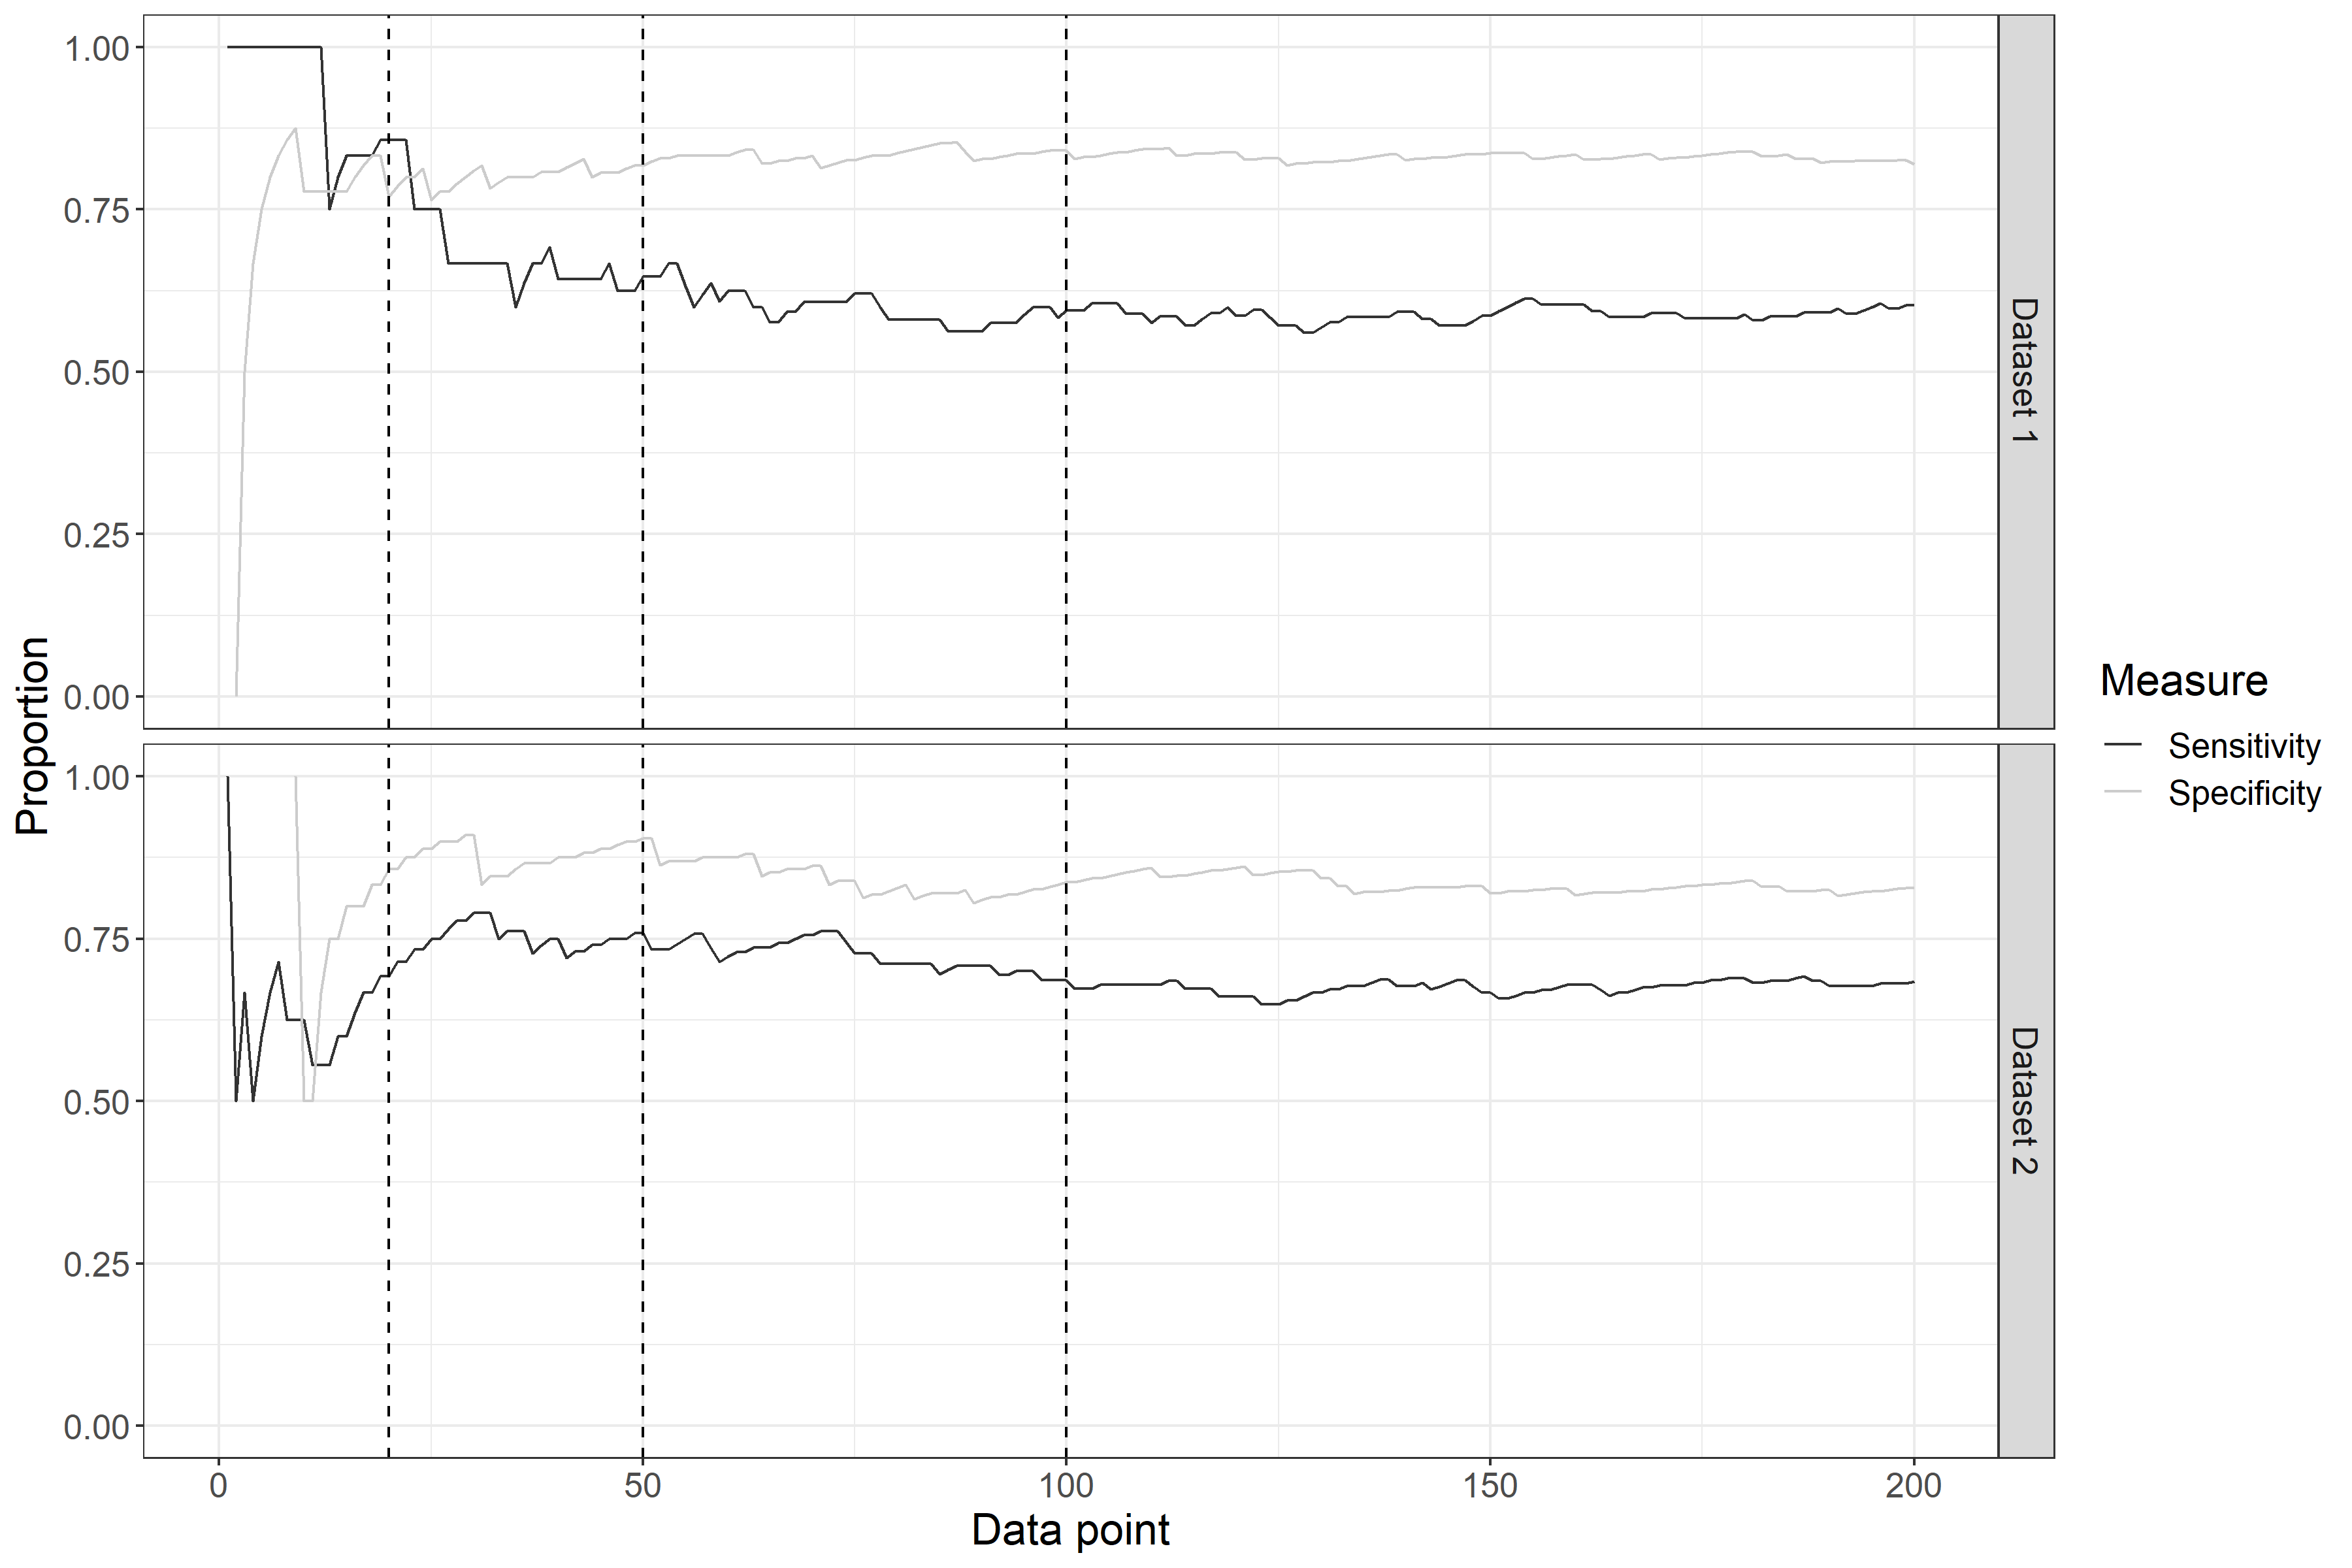 1.00
0.75
0.50
0.25
0.00
Dataset 1
1.00
0.75
0.50
0.25
0.00
Dataset 2
0 50 100 150 200
Data point
Proportion
Measure
Sensitivity
Specificity